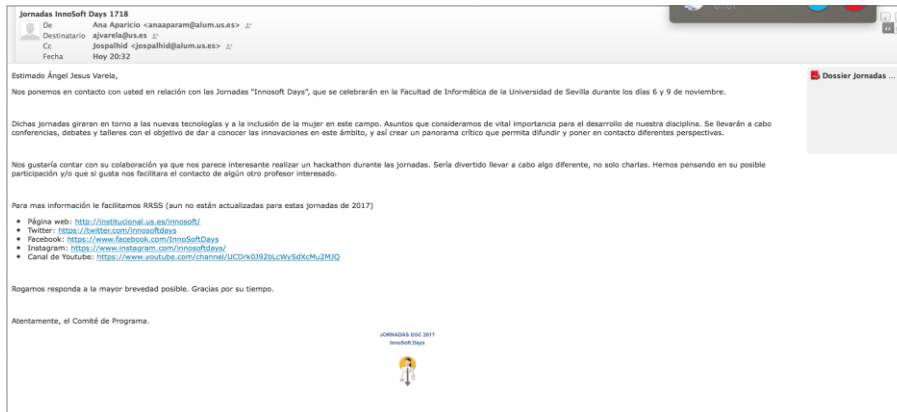 Jornadas InnoSoft Days 1718
De Ana Aparicio <anaaparam@alum.us.es>
Destinatario ajvarela@us.es
Cc Jospalhid <jospalhid@alum.us.es>
Fecha Hoy 20:32
Estimado Ángel Jesus Varela,
Dossier Jornadas ...
Nos ponemos en contacto con usted en relación con las Jornadas "Innosoft Days", que se celebrarán en la Facultad de Informática de la Universidad de Sevilla durante los días 6 y 9 de noviembre.
Dichas jornadas giraran en torno a las nuevas tecnologías y a la inclusión de la mujer en este campo. Asuntos que consideramos de vital importancia para el desarrollo de nuestra disciplina. Se llevarán a cabo
conferencias, debates y talleres con el objetivo de dar a conocer las innovaciones en este ámbito, y así crear un panorama crítico que permita difundir y poner en contacto diferentes perspectivas.
Nos gustaría contar con su colaboración ya que nos parece interesante realizar un hackathon durante las jornadas. Sería divertido llevar a cabo algo diferente, no solo charlas. Hemos pensando en su posible
participación y/o que si gusta nos facilitara el contacto de algún otro profesor interesado.
Para mas información le facilitamos RRSS (aun no están actualizadas para estas jornadas de 2017)
Página web: http://institucional.us.es/innosoft/
Twitter: https://twitter.com/innosoftdays
Facebook: https://www.facebook.com/InnoSoftDays
Instagram: https://www.instagram.com/innosoftdays/
Canal de Youtube: https://www.youtube.com/channel/UCDrk0J92bLcWySdXcMu2MJQ
Rogamos responda a la mayor brevedad posible. Gracias por su tiempo.
Atentamente, el Comité de Programa.
JORNADAS EGC 2017
InnoSoft Days